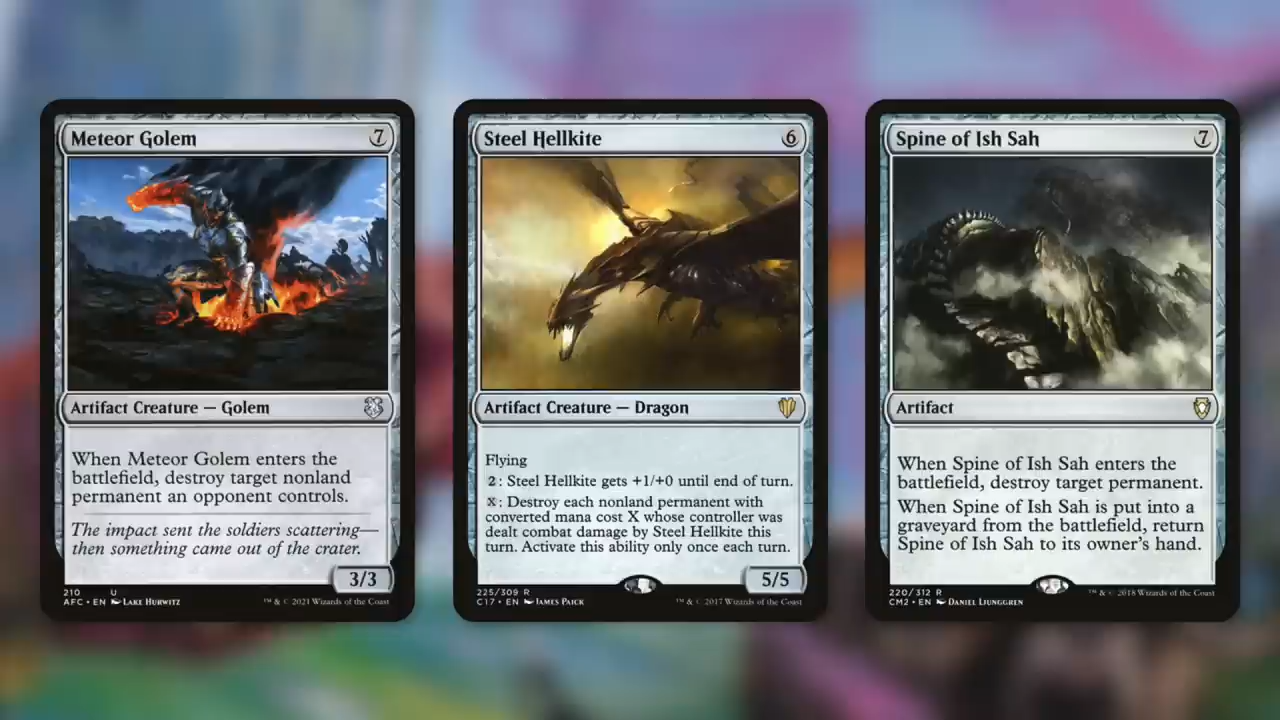 Meteor Golem 7
Artifact Creature — Golem
When Meteor Golem enters the
battlefield, destroy target nonland
permanent an opponent controls.
The impact sent the soldiers scattering—
then something came out of the crater.
3/3
210 U
AFC • EN Lake Hurwitz ™ & © 2021 Wizards of the Coast
Steel Hellkite 6
Artifact Creature — Dragon
Flying
2: Steel Hellkite gets +1/+0 until end of turn.
X: Destroy each nonland permanent with
converted mana cost X whose controller was
dealt combat damage by Steel Hellkite this
turn. Activate this ability only once each turn.
5/5
225/309 R
C17 • EN James Paick ™ & © 2017 Wizards of the Coast
Spine of Ish Sah 7
Artifact
When Spine of Ish Sah enters the
battlefield, destroy target permanent.
When Spine of Ish Sah is put into a
graveyard from the battlefield, return
Spine of Ish Sah to its owner's hand.
220/312 R
CM2 • EN Daniel Ljunggren ™ & © 2018 Wizards of the Coast